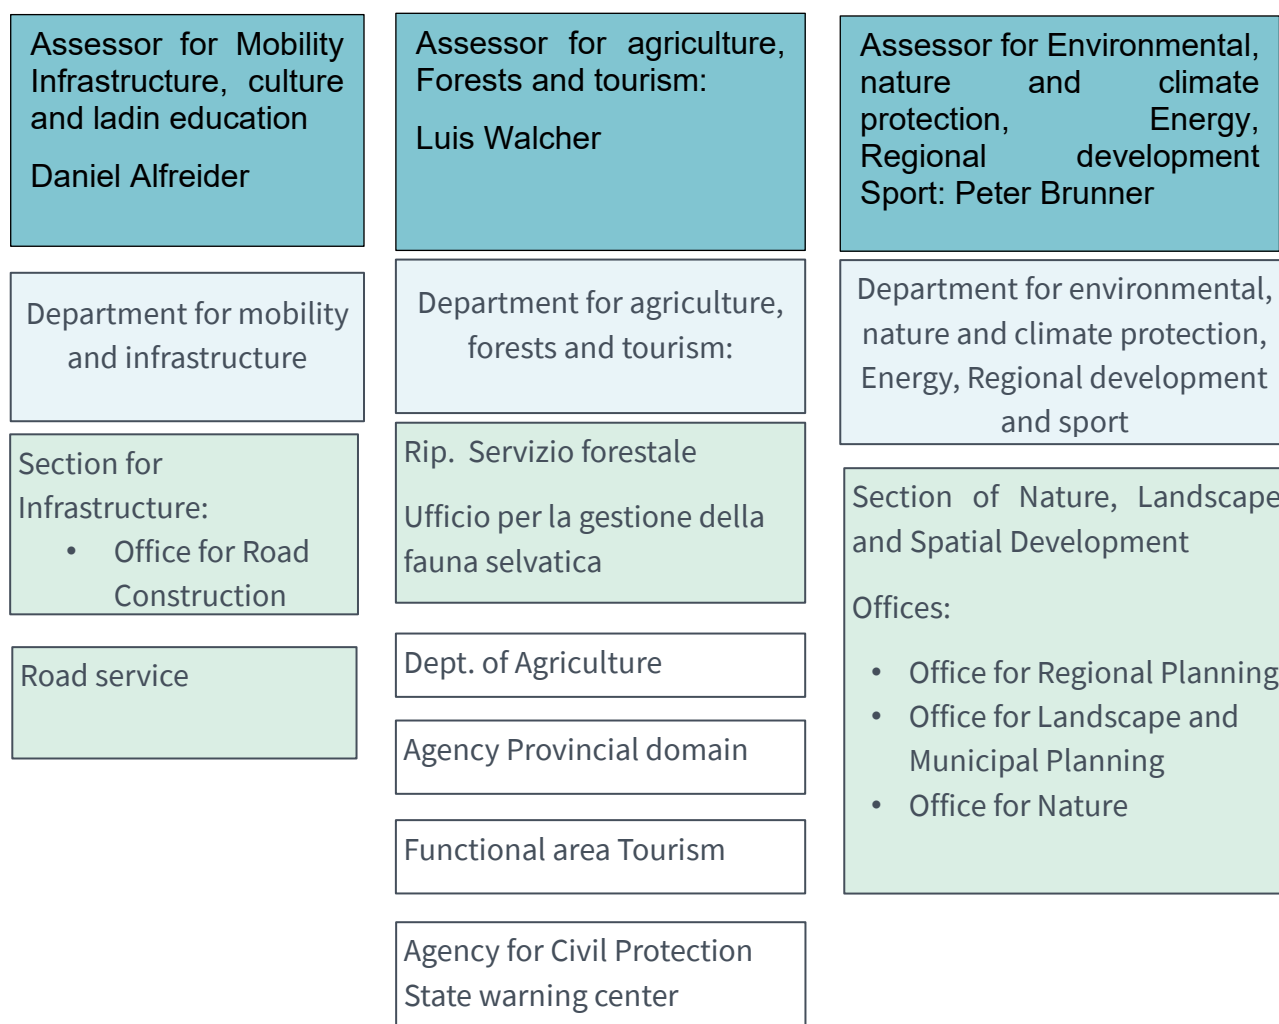 Assessor for Mobility
Infrastructure, culture
and ladin education
Daniel Alfreider
Department for mobility
and infrastructure
Section for
Infrastructure:
• Office for Road
Construction
Road service
Assessor for agriculture,
Forests and tourism:
Luis Walcher
Department for agriculture,
forests and tourism:
Rip. Servizio forestale
Ufficio per la gestione della
fauna selvatica
Dept. of Agriculture
Agency Provincial domain
Functional area Tourism
Agency for Civil Protection
State warning center
Assessor for Environmental,
nature and climate
protection, Energy,
Regional development
Sport: Peter Brunner
Department for environmental,
nature and climate protection,
Energy, Regional development
and sport
Section of Nature, Landscape
and Spatial Development
Offices:
• Office for Regional Planning
• Office for Landscape and
Municipal Planning
• Office for Nature